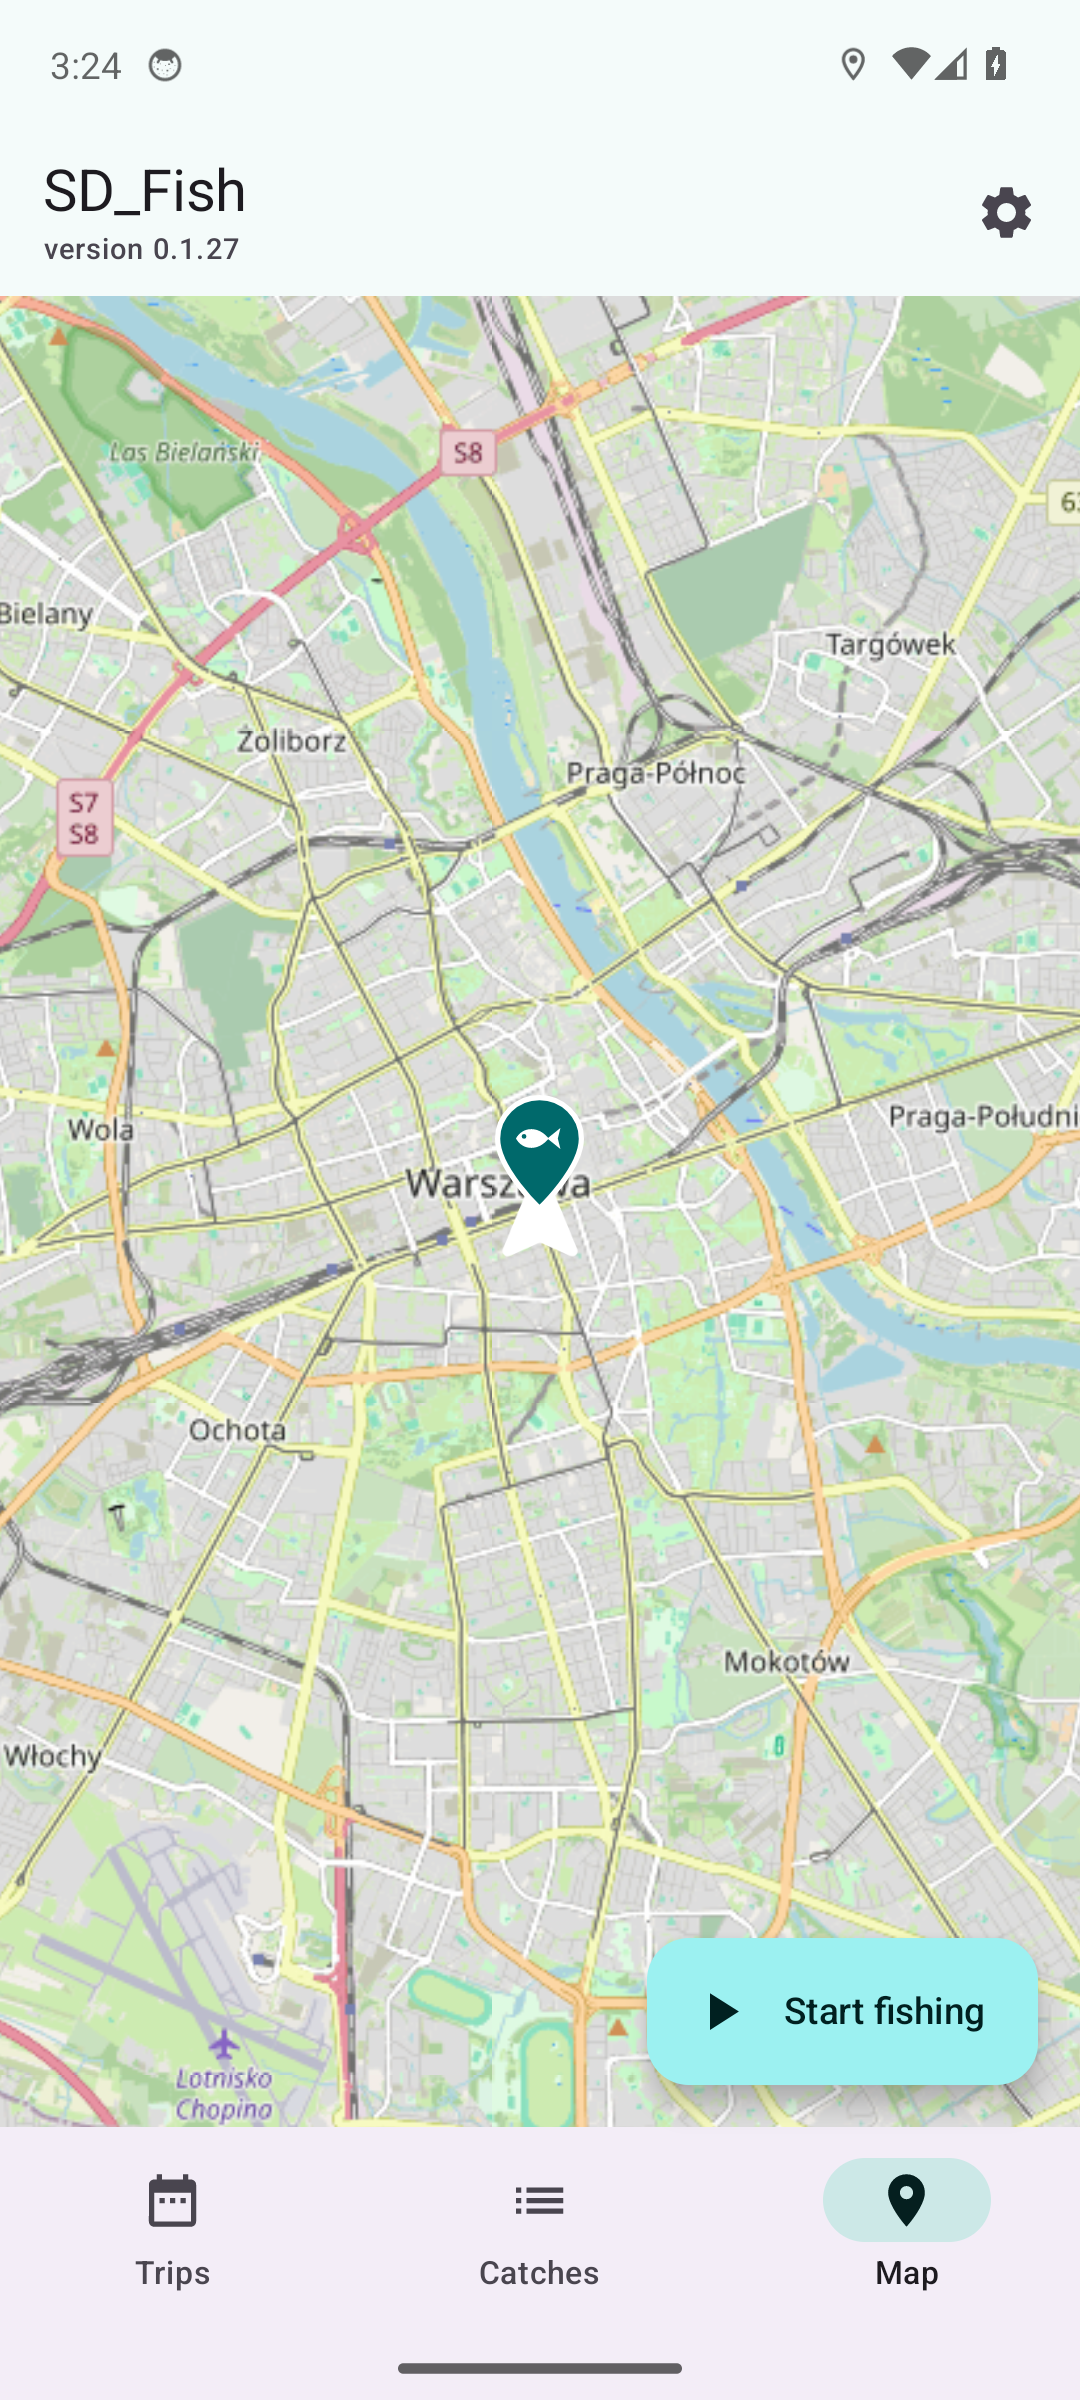 3:24
SD_Fish
version 0.1.27
Las Bielański
S8
Bielany
Targówek
Żoliborz
Praga-Północ
S7
S8
Wola
Praga-Południ
Warszawa
Ochota
Mokotów
Włochy
Lotnisko
Chopina
Start fishing
Trips
Catches
Map